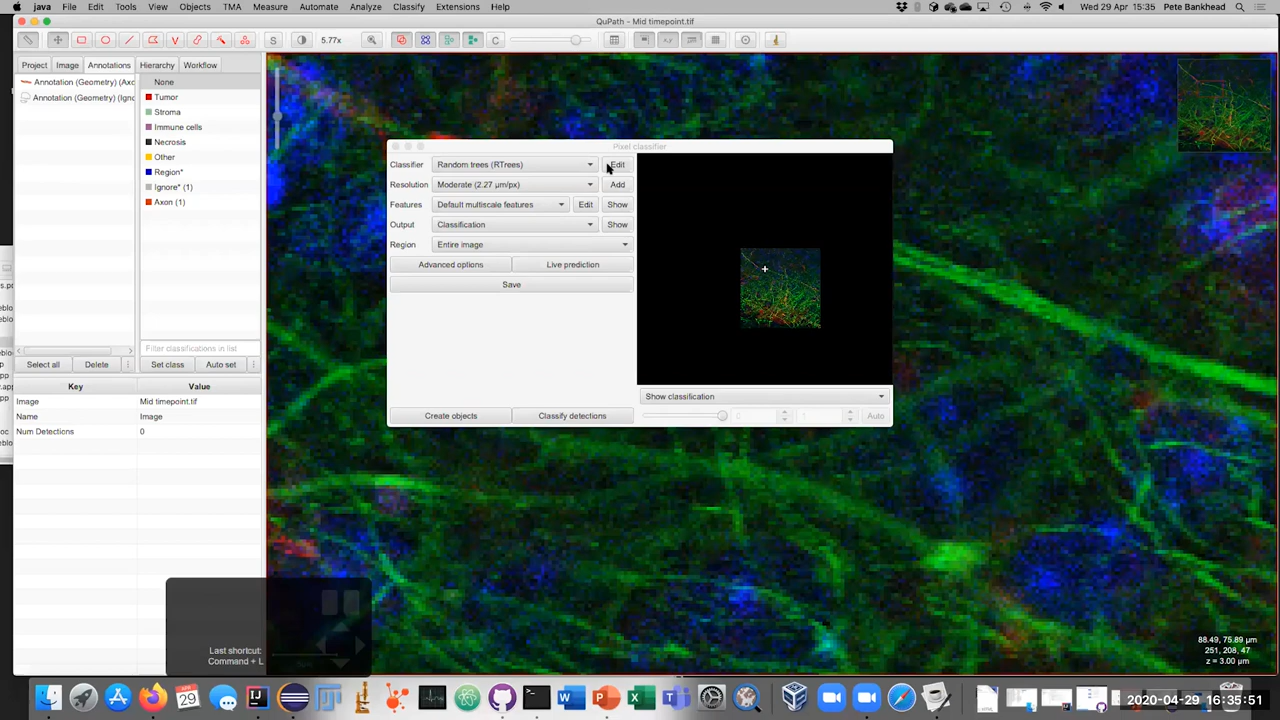 java File Edit Tools View Objects TMA Measure Automate Analyze Classify Extensions Help Wed 29 Apr 15:35 Pete Bankhead
QuPath - Mid timepoint.tif
S 5.77x C
Project Image Annotations Hierarchy Workflow
Annotation (Geometry) (Axo
Annotation (Geometry) (Igno
None
Tumor
Stroma
Immune cells
Necrosis
Other
Region*
Ignore* (1)
Axon (1)
Filter classifications in list
Select all Delete Set class Auto set
Key Value
Image Mid timepoint.tif
Name Image
Num Detections 0
Pixel classifier
Classifier Random trees (RTrees) Edit
Resolution Moderate (2.27 µm/px) Add
Features Default multiscale features Edit Show
Output Classification Show
Region Entire image
Advanced options Live prediction
Save
Create objects Classify detections
Show classification
Auto
Last shortcut:
Command + L
88.49, 75.89 µm
251, 208, 47
z = 3.00 µm
2020-04-29 16:35:51